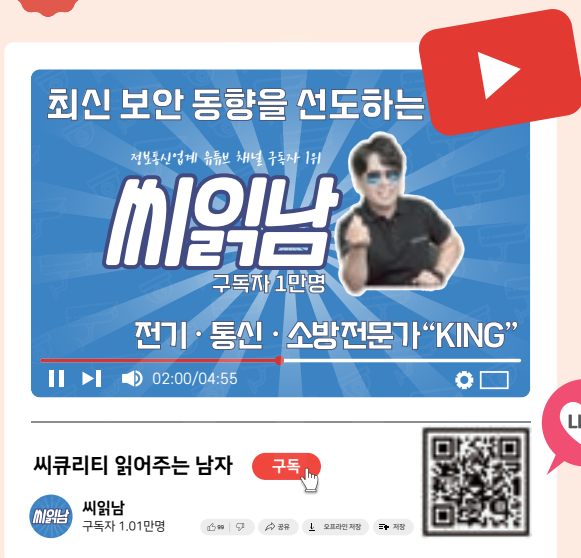 최신 보안 동향을 선도하는
정보통신업계 유튜브 채널 구독자 1위
씨읽남
구독자 1만명
전기 · 통신 · 소방전문가“KING”
02:00/04:55
씨큐리티 읽어주는 남자
구독
씨읽남
씨읽남
구독자 1.01만명
99
공유
오프라인 저장
저장